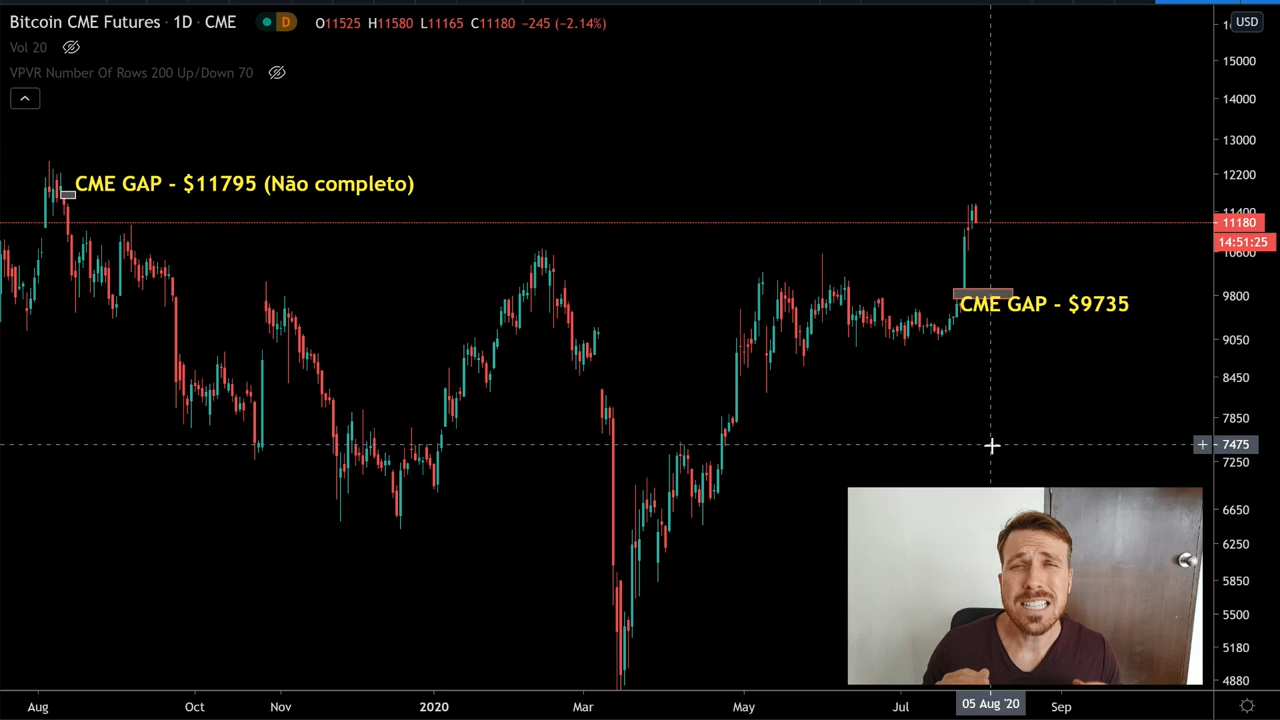 Bitcoin CME Futures · 1D · CME D O11525 H11580 L11165 C11180 -245 (−2.14%)
Vol 20
VPVR Number Of Rows 200 Up/Down 70
USD
15000
14000
13000
12200
11400
11180
14:51:25
10600
9800
9050
8450
7850
7475
7250
6650
6250
5850
5500
5180
4880
CME GAP - $11795 (Não completo)
CME GAP - $9735
Aug Oct Nov 2020 Mar May Jul 05 Aug '20 Sep